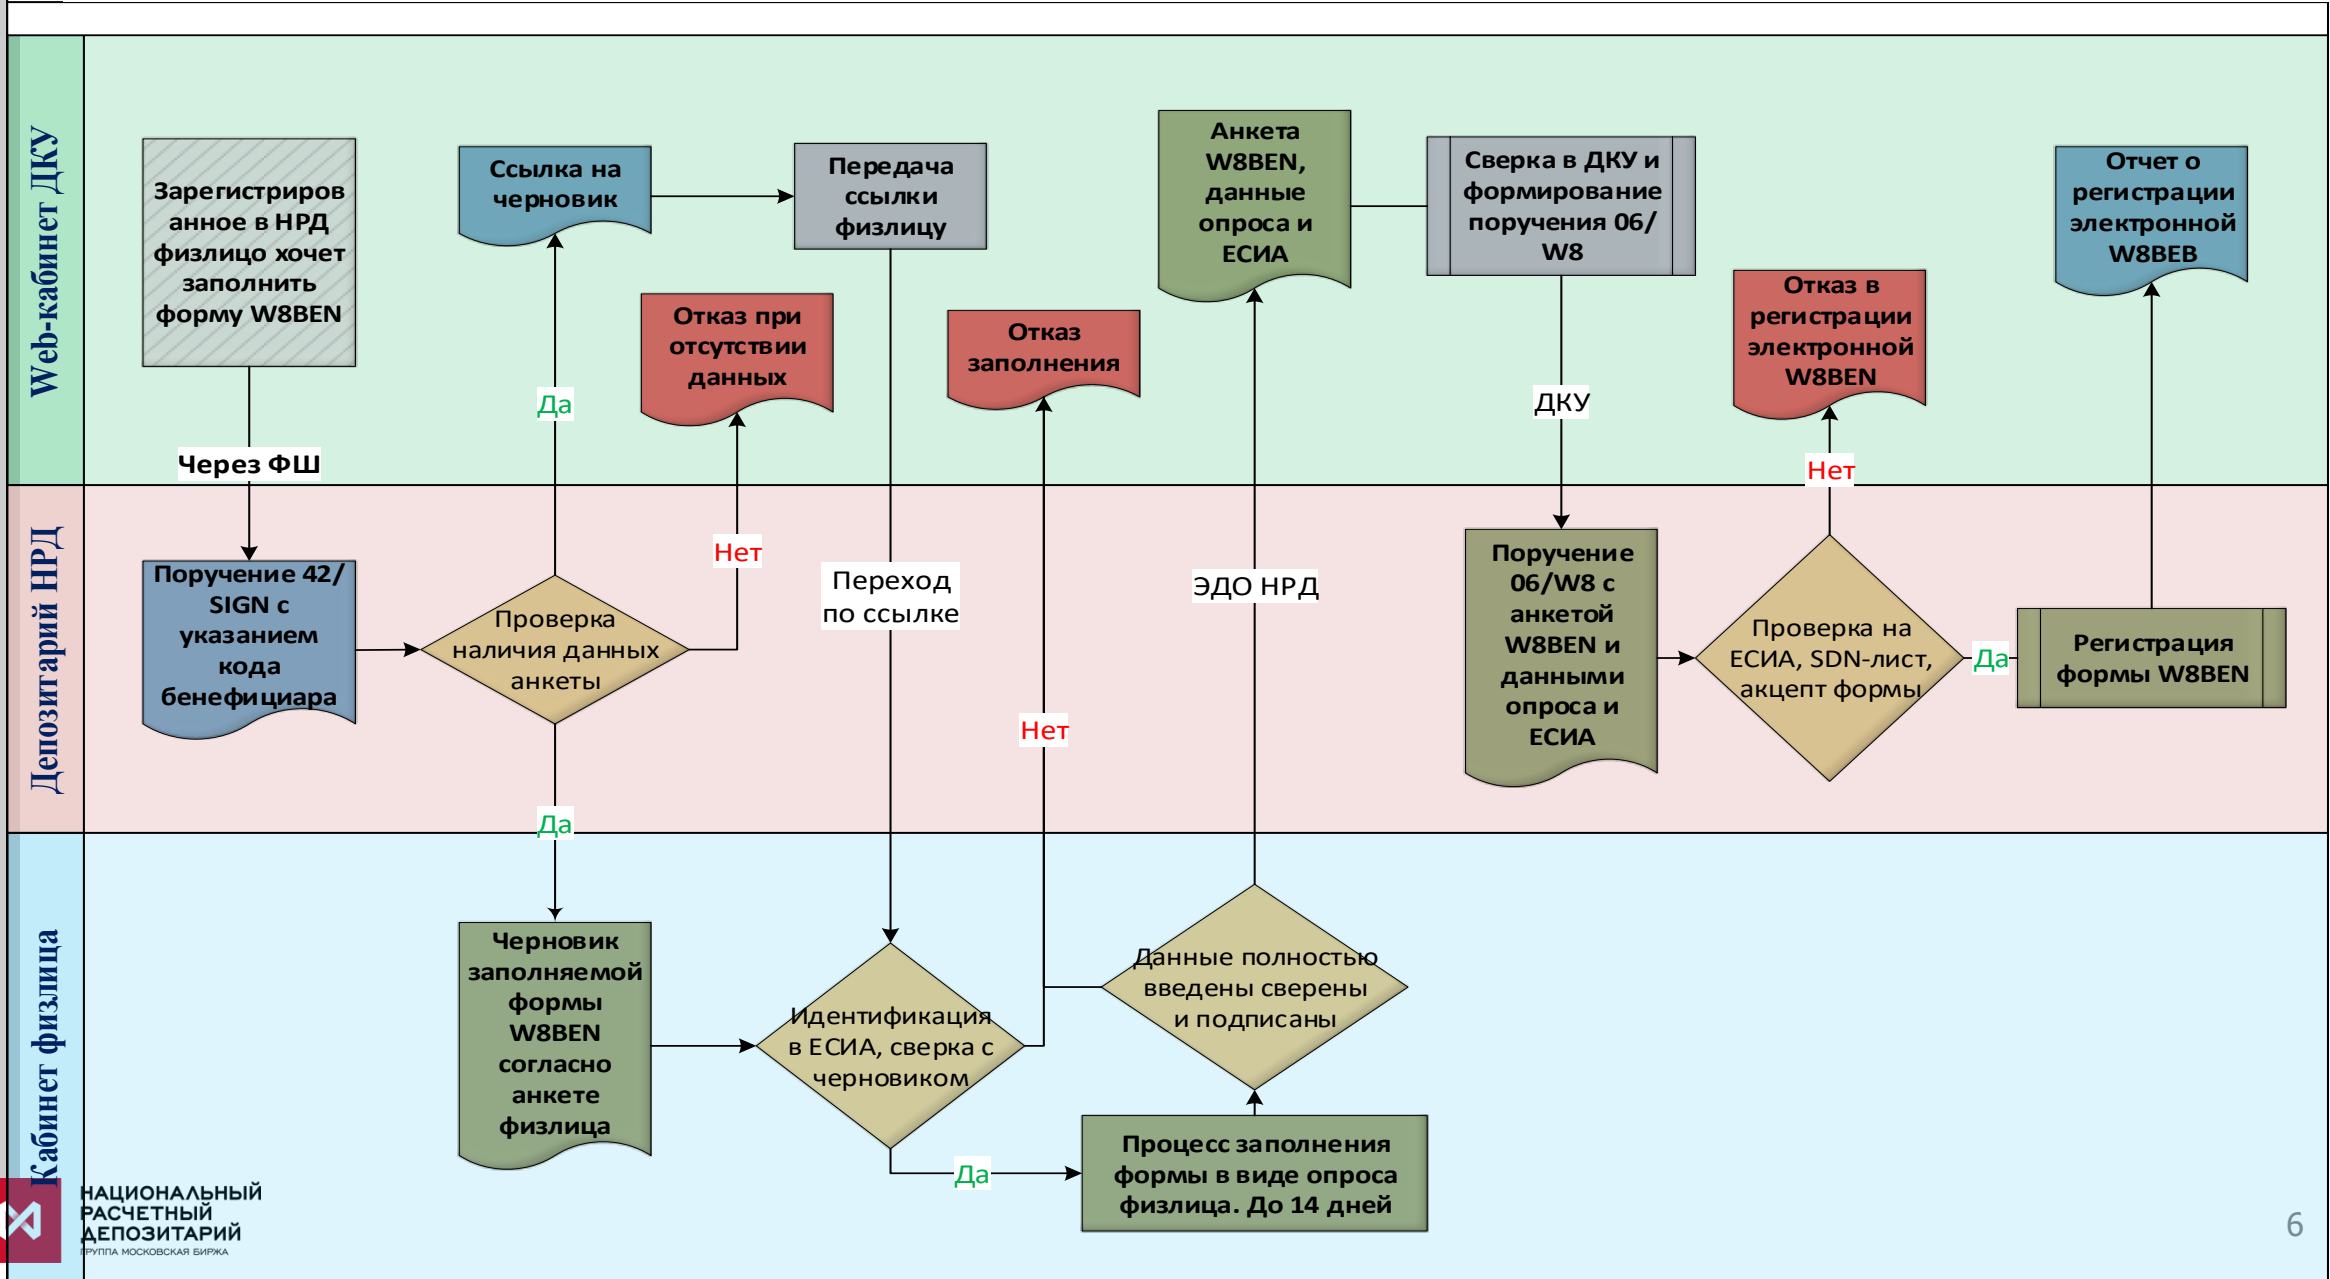 Web-кабинет ДКУ
Зарегистриров
анное в НРД
физлицо хочет
заполнить
форму W8BEN
Через ФШ
Ссылка на
черновик
Да
Передача
ссылки
физлицу
Отказ при
отсутствии
данных
Отказ
заполнения
Анкета
W8BEN,
данные
опроса и
ЕСИА
Сверка в ДКУ и
формирование
поручения 06/
W8
ДКУ
Отказ в
регистрации
электронной
W8BEN
Нет
Отчет о
регистрации
электронной
W8BEB
Депозитарий НРД
Поручение 42/
SIGN с
указанием
кода
бенефициара
Проверка
наличия данных
анкеты
Нет
Да
Переход
по ссылке
Нет
ЭДО НРД
Поручение
06/W8 с
анкетой
W8BEN и
данными
опроса и
ЕСИА
Проверка на
ЕСИА, SDN-лист,
акцепт формы
Да
Регистрация
формы W8BEN
Кабинет физлица
Черновик
заполняемой
формы
W8BEN
согласно
анкете
физлица
Идентификация
в ЕСИА, сверка с
черновиком
Да
Данные полностью
введены сверены
и подписаны
Процесс заполнения
формы в виде опроса
физлица. До 14 дней
НАЦИОНАЛЬНЫЙ
РАСЧЕТНЫЙ
ДЕПОЗИТАРИЙ
ГРУППА МОСКОВСКАЯ БИРЖА
6